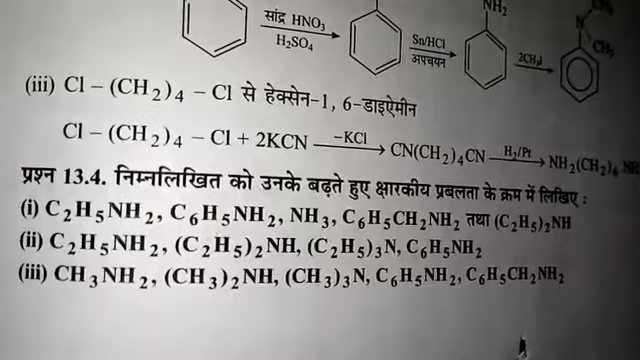 सांद्र HNO₃
H₂SO₄
Sn/HCl
अपचयन
NH₂
2CH₃I
N
CH₃
(iii) Cl – (CH₂)₄ – Cl से हेक्सेन-1, 6-डाइऐमीन
Cl – (CH₂)₄ – Cl + 2KCN –KCl → CN(CH₂)₄CN H₂/Pt → NH₂(CH₂)₆ NH
प्रश्न 13.4. निम्नलिखित को उनके बढ़ते हुए क्षारकीय प्रबलता के क्रम में लिखिए :
(i) C₂H₅NH₂, C₆H₅NH₂, NH₃, C₆H₅CH₂NH₂ तथा (C₂H₅)₂NH
(ii) C₂H₅NH₂, (C₂H₅)₂NH, (C₂H₅)₃N, C₆H₅NH₂
(iii) CH₃NH₂, (CH₃)₂NH, (CH₃)₃N, C₆H₅NH₂, C₆H₅CH₂NH₂